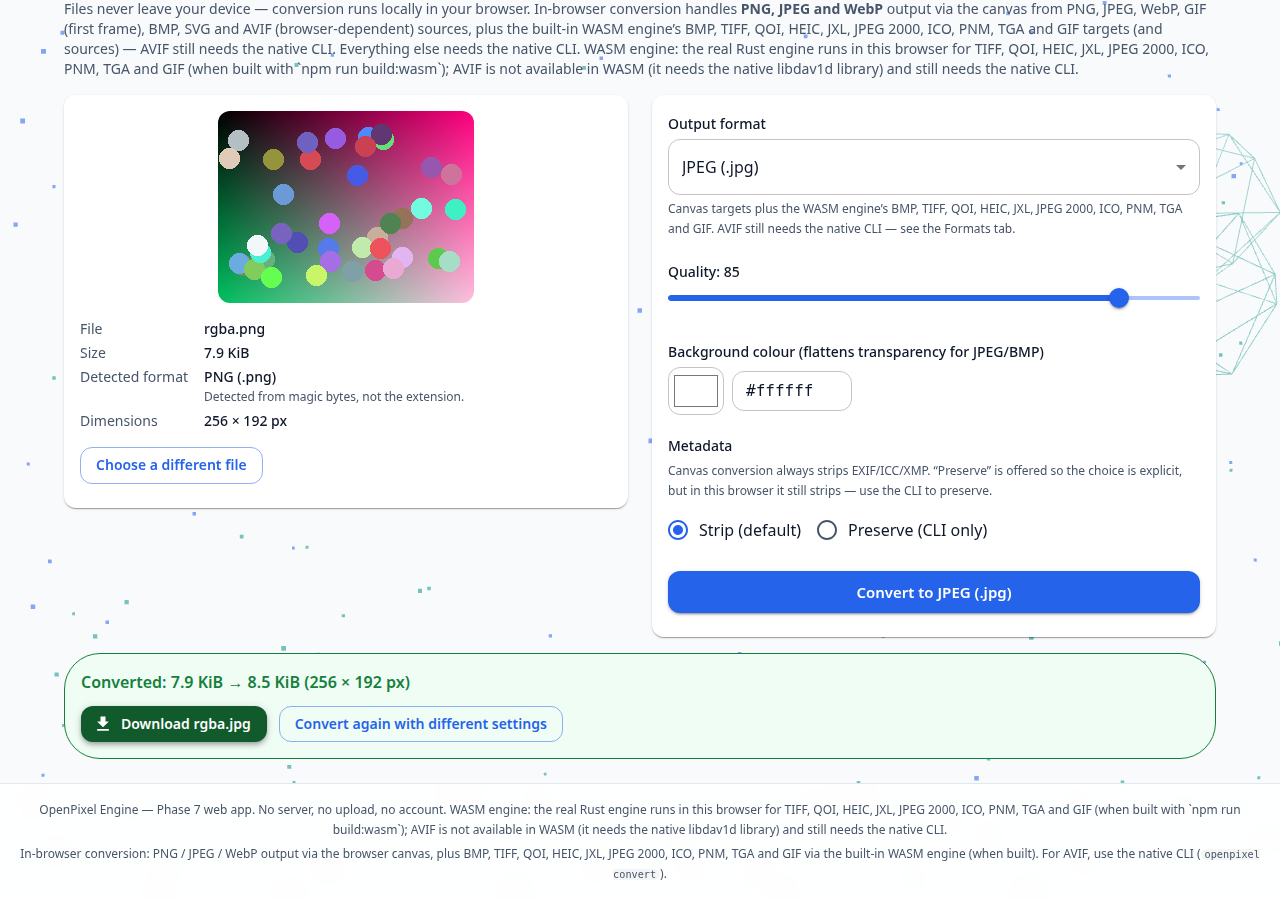 Files never leave your device — conversion runs locally in your browser. In-browser conversion handles PNG, JPEG and WebP output via the canvas from PNG, JPEG, WebP, GIF
(first frame), BMP, SVG and AVIF (browser-dependent) sources, plus the built-in WASM engine’s BMP, TIFF, QOI, HEIC, JXL, JPEG 2000, ICO, PNM, TGA and GIF targets (and
sources) — AVIF still needs the native CLI. Everything else needs the native CLI. WASM engine: the real Rust engine runs in this browser for TIFF, QOI, HEIC, JXL, JPEG 2000, ICO,
PNM, TGA and GIF (when built with `npm run build:wasm`); AVIF is not available in WASM (it needs the native libdav1d library) and still needs the native CLI.
File rgba.png
Size 7.9 KiB
Detected format PNG (.png)
Detected from magic bytes, not the extension.
Dimensions 256 × 192 px
Choose a different file
Output format
JPEG (.jpg)
Canvas targets plus the WASM engine’s BMP, TIFF, QOI, HEIC, JXL, JPEG 2000, ICO, PNM, TGA
and GIF. AVIF still needs the native CLI — see the Formats tab.
Quality: 85
Background colour (flattens transparency for JPEG/BMP)
#ffffff
Metadata
Canvas conversion always strips EXIF/ICC/XMP. “Preserve” is offered so the choice is explicit,
but in this browser it still strips — use the CLI to preserve.
Strip (default) Preserve (CLI only)
Convert to JPEG (.jpg)
Converted: 7.9 KiB → 8.5 KiB (256 × 192 px)
Download rgba.jpg Convert again with different settings
OpenPixel Engine — Phase 7 web app. No server, no upload, no account. WASM engine: the real Rust engine runs in this browser for TIFF, QOI, HEIC, JXL, JPEG 2000, ICO, PNM, TGA and GIF (when built with `npm run
build:wasm`); AVIF is not available in WASM (it needs the native libdav1d library) and still needs the native CLI.
In-browser conversion: PNG / JPEG / WebP output via the browser canvas, plus BMP, TIFF, QOI, HEIC, JXL, JPEG 2000, ICO, PNM, TGA and GIF via the built-in WASM engine (when built). For AVIF, use the native CLI ( openpixel
convert ).